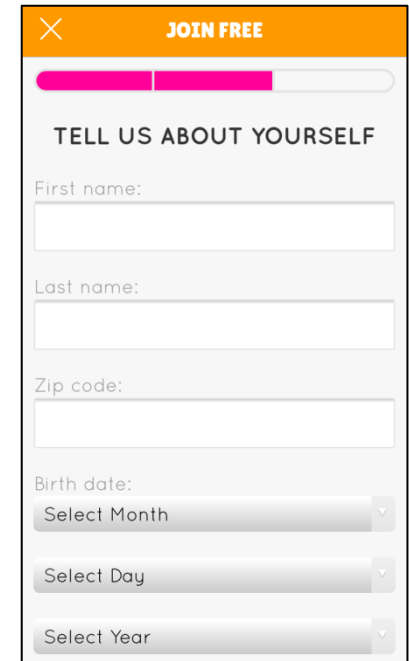 JOIN FREE
TELL US ABOUT YOURSELF
First name:
Last name:
Zip code:
Birth date:
Select Month
Select Day
Select Year